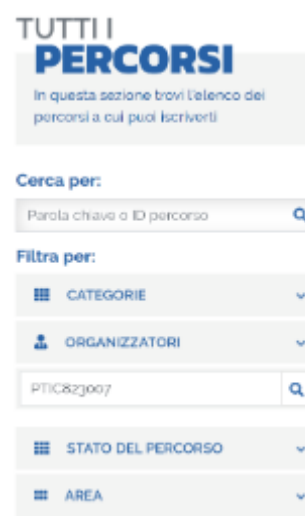 TUTTI I
PERCORSI
In questa sezione trovi l'elenco dei
percorsi a cui puoi iscriverti
Cerca per:
Parola chiave o ID percorso
Filtra per:
CATEGORIE
ORGANIZZATORI
PTIC823007
STATO DEL PERCORSO
AREA